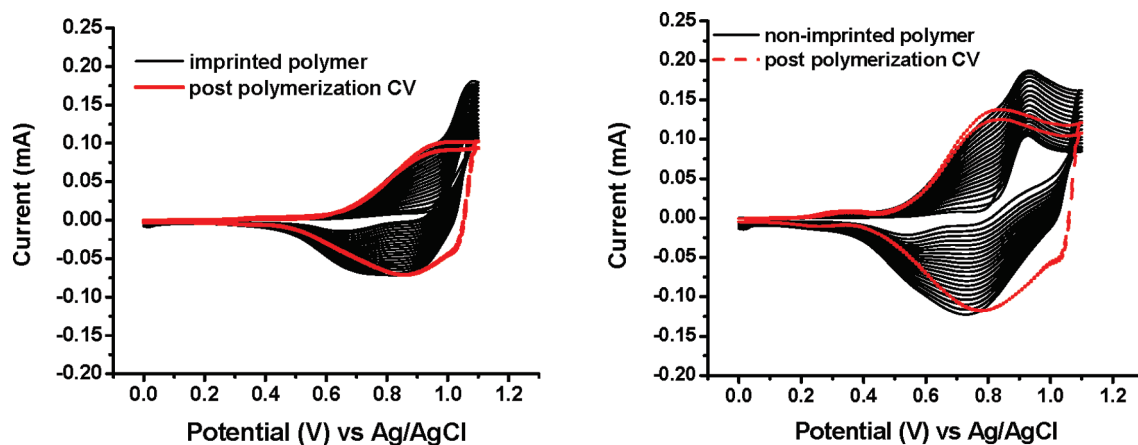 0.25
0.20
0.15
0.10
0.05
0.00
-0.05
-0.10
-0.15
-0.20
Current (mA)
imprinted polymer
post polymerization CV
0.0 0.2 0.4 0.6 0.8 1.0 1.2
Potential (V) vs Ag/AgCl
0.25
0.20
0.15
0.10
0.05
0.00
-0.05
-0.10
-0.15
-0.20
Current (mA)
non-imprinted polymer
post polymerization CV
0.0 0.2 0.4 0.6 0.8 1.0 1.2
Potential (V) vs Ag/AgCl